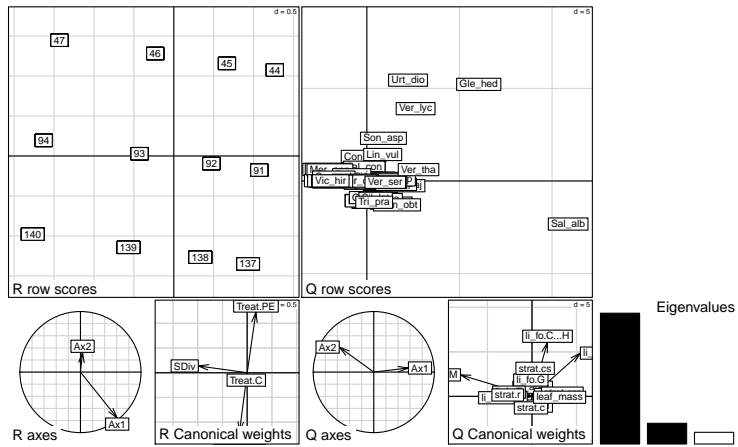 d = 0.5
47
46
45
44
94
93
92
91
140
139
138
137
R row scores
d = 5
Urt_dio
Gle_hed
Ver_lyc
Son_asp
Lin_vul
Ver_tha
Vic_hir
Ver_ser
Tri_pra
Sal_alb
Q row scores
Ax2
Ax1
R axes
d = 0.5
Treat.PE
SDiv
Treat.C
R Canonical weights
Ax2
Ax1
Q axes
d = 5
li_fo.C...H
strat.cs
li_fo.G
strat.r
leaf_mass
strat.c
Q Canonical weights
Eigenvalues